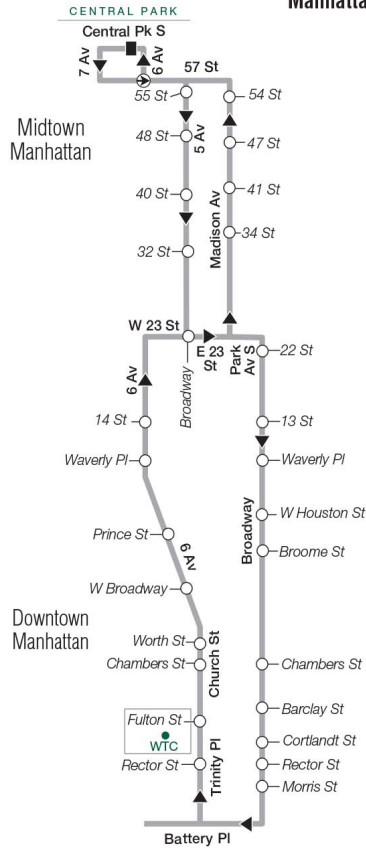 Manhatta
CENTRAL PARK
Central Pk S
7 Av
6 Av
57 St
55 St
54 St
Midtown
Manhattan
48 St
5 Av
47 St
40 St
Madison Av
41 St
34 St
32 St
W 23 St
E 23
St
Park
Av S
22 St
6 Av
Broadway
14 St
13 St
Waverly Pl
Waverly Pl
Broadway
W Houston St
Prince St
6 Av
Broome St
W Broadway
Downtown
Manhattan
Worth St
Church St
Chambers St
Chambers St
Barclay St
Fulton St
WTC
Cortlandt St
Trinity Pl
Rector St
Rector St
Morris St
Battery Pl